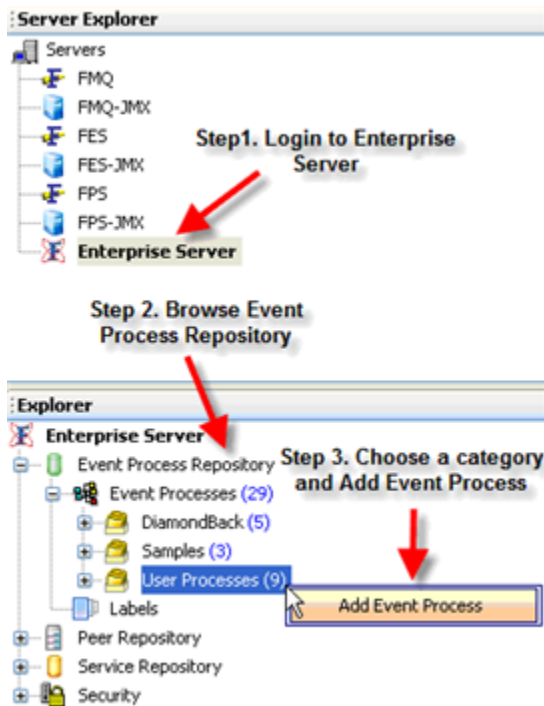 Server Explorer
Servers
FMQ
FMQ-JMX
FES
Step1. Login to Enterprise
Server
FES-JMX
FPS
FPS-JMX
Enterprise Server
Step 2. Browse Event
Process Repository
Explorer
Enterprise Server
Event Process Repository
Step 3. Choose a category
and Add Event Process
Event Processes (29)
DiamondBack (5)
Samples (3)
User Processes (9)
Add Event Process
Labels
Peer Repository
Service Repository
Security